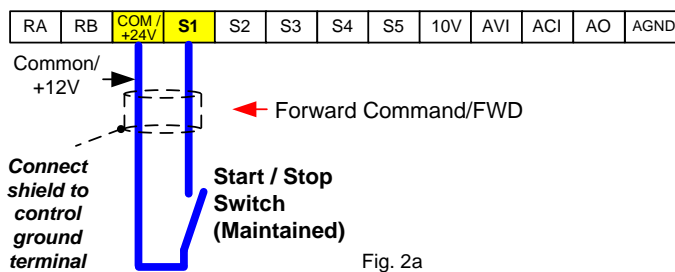 RA RB COM / +24V S1 S2 S3 S4 S5 10V AVI ACI AO AGND
Common/
+12V
Forward Command/FWD
Connect
shield to
control
ground
terminal
Start / Stop
Switch
(Maintained)
Fig. 2a